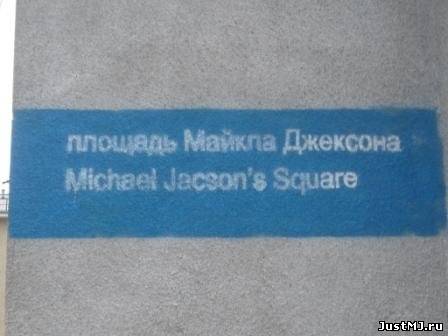 площадь Майкла Джексона
Michael Jacson's Square
JustMJ.ru